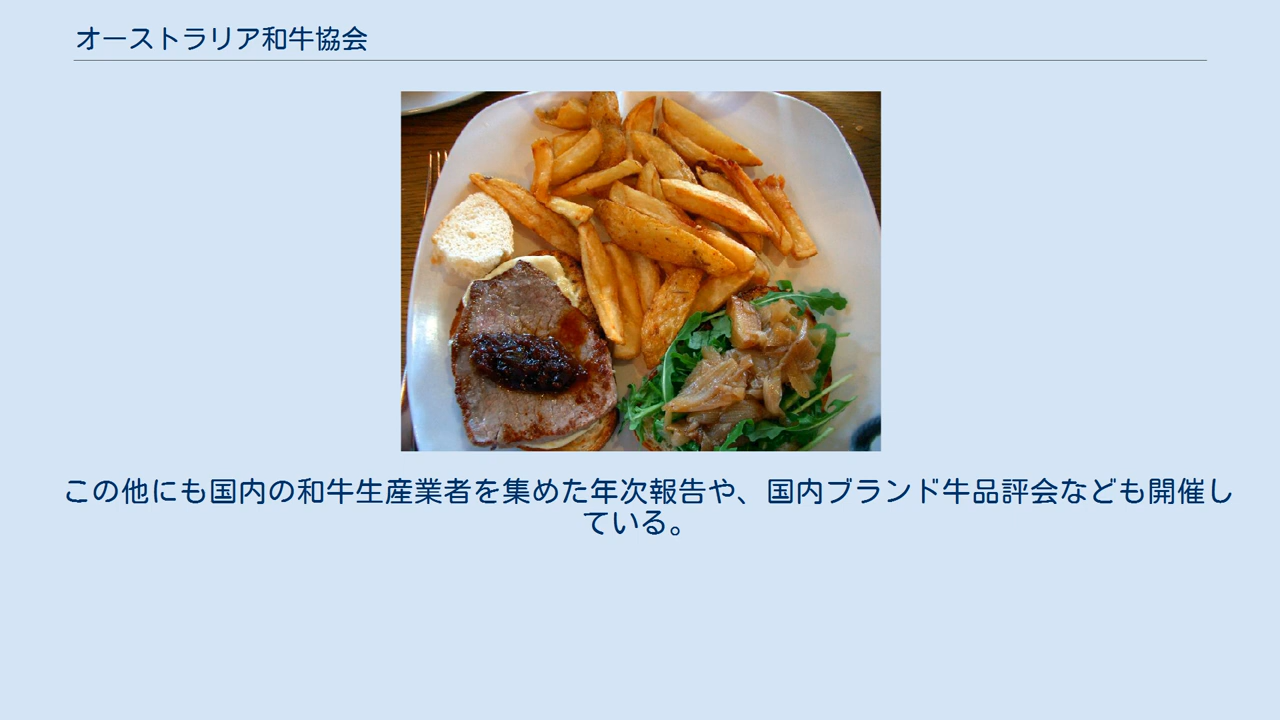 オーストラリア和牛協会
この他にも国内の和牛生産業者を集めた年次報告や、国内ブランド牛品評会なども開催し
ている。